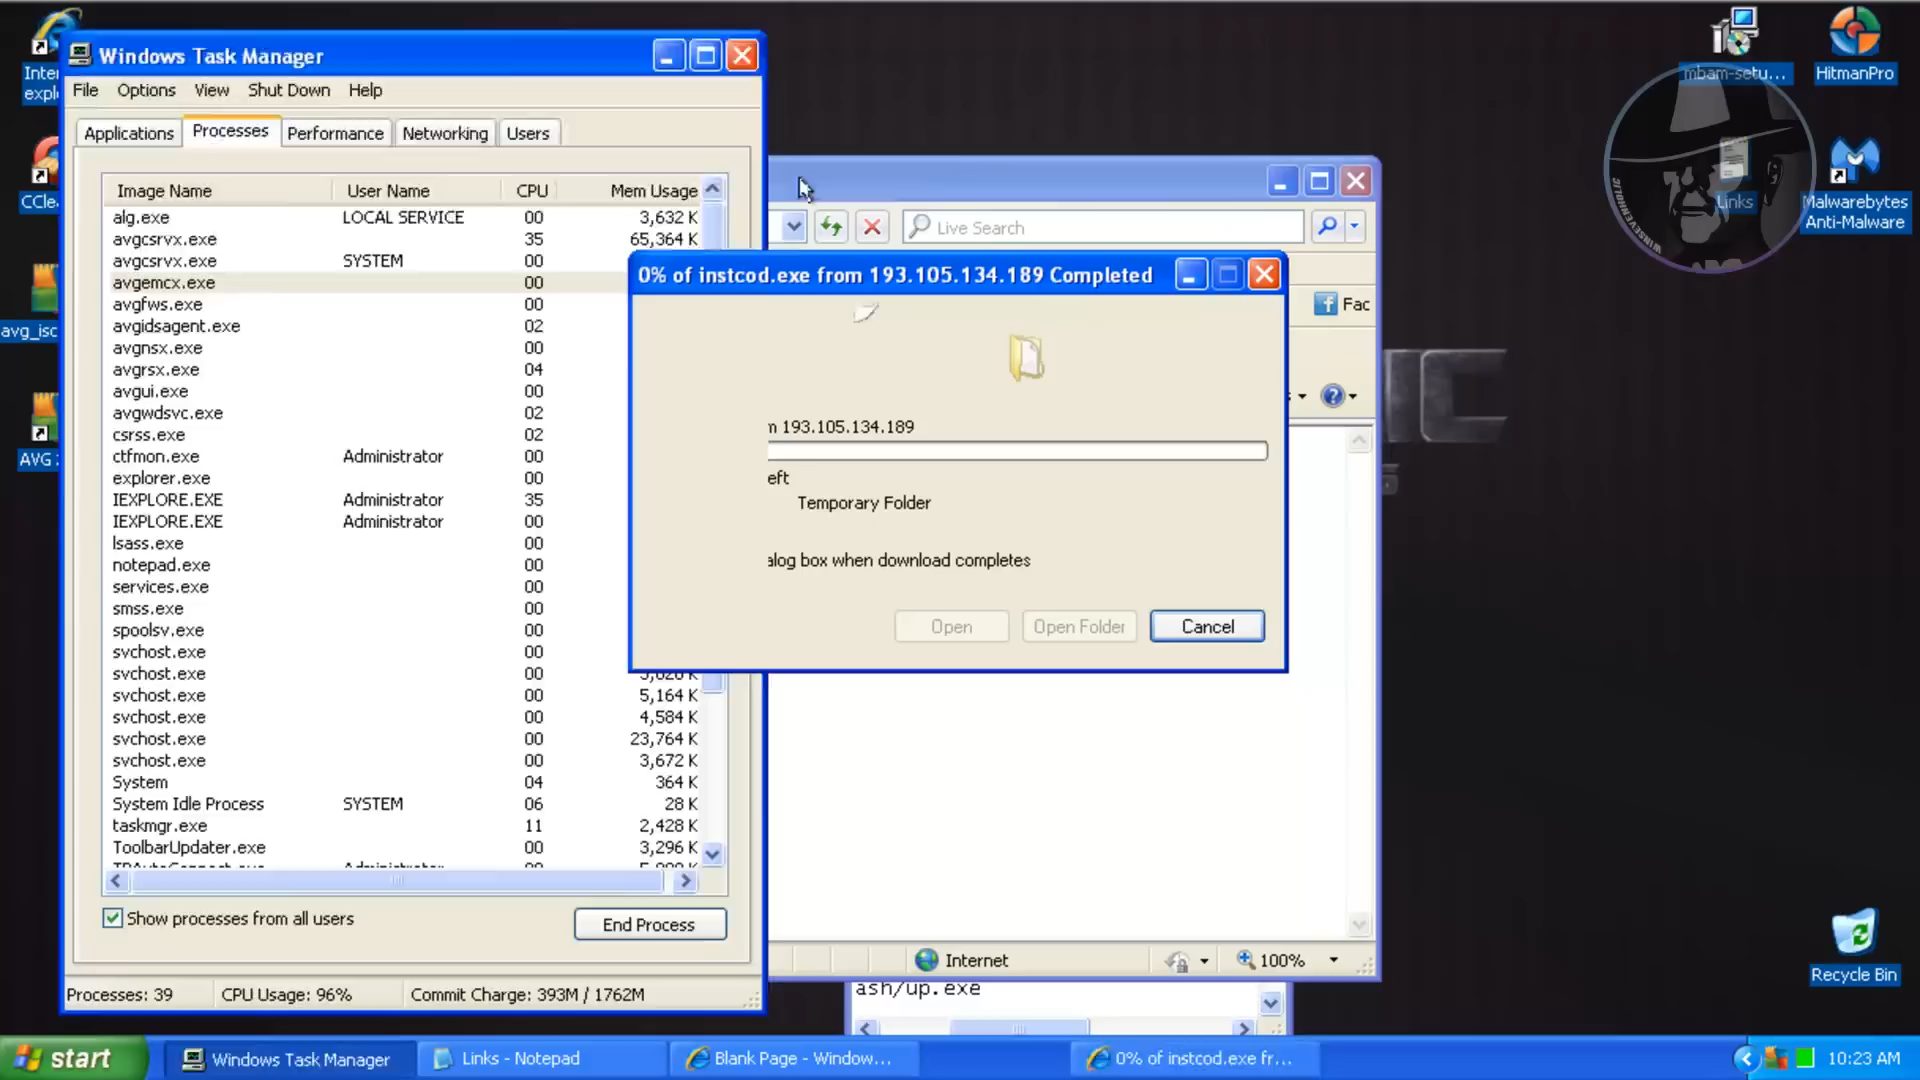 Windows Task Manager
File Options View Shut Down Help
Applications Processes Performance Networking Users
Image Name User Name CPU Mem Usage
alg.exe LOCAL SERVICE 00 3,632 K
avgcsrvx.exe 35 65,364 K
avgcsrvx.exe SYSTEM 00
avgemcx.exe 00
avgfws.exe 00
avgidsagent.exe 02
avgnsx.exe 00
avgrsx.exe 04
avgui.exe 00
avgwdsvc.exe 02
csrss.exe 02
ctfmon.exe Administrator 00
explorer.exe 00
IEXPLORE.EXE Administrator 35
IEXPLORE.EXE Administrator 00
lsass.exe 00
notepad.exe 00
services.exe 00
smss.exe 00
spoolsv.exe 00
svchost.exe 00
svchost.exe 00
svchost.exe 00 5,164 K
svchost.exe 00 4,584 K
svchost.exe 00 23,764 K
svchost.exe 00 3,672 K
System 04 364 K
System Idle Process SYSTEM 06 28 K
taskmgr.exe 11 2,428 K
ToolbarUpdater.exe 00 3,296 K
Show processes from all users
End Process
Processes: 39 CPU Usage: 96% Commit Charge: 393M / 1762M
Live Search
0% of instcod.exe from 193.105.134.189 Completed
193.105.134.189
eft
Temporary Folder
alog box when download completes
Open Open Folder Cancel
Fac
Internet 100%
ash/up.exe
Inter
expl
CCle
avg_isc
AVG
mbam-setu...
HitmanPro
Links
Malwarebytes
Anti-Malware
WINSEVENHOUSE
Recycle Bin
start Windows Task Manager Links - Notepad Blank Page - Window... 0% of instcod.exe fr... 10:23 AM